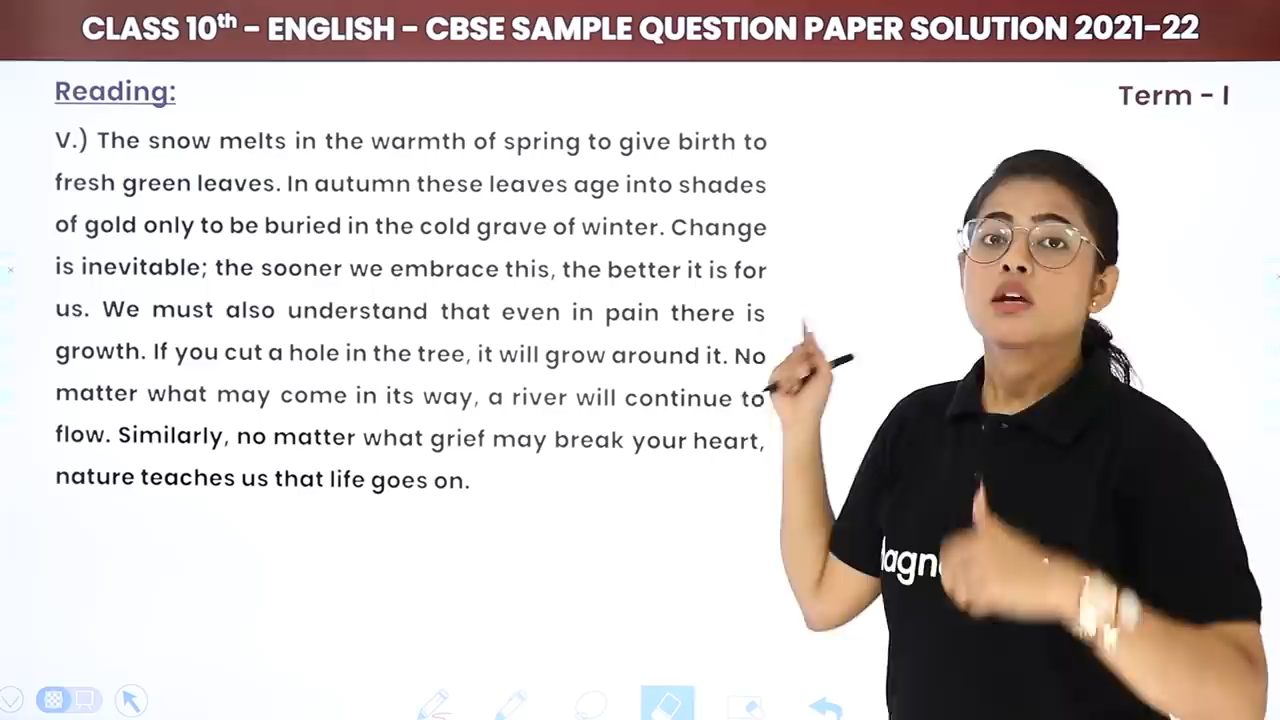 CLASS 10th - ENGLISH - CBSE SAMPLE QUESTION PAPER SOLUTION 2021-22
Reading:
Term - I
V.) The snow melts in the warmth of spring to give birth to
fresh green leaves. In autumn these leaves age into shades
of gold only to be buried in the cold grave of winter. Change
is inevitable; the sooner we embrace this, the better it is for
us. We must also understand that even in pain there is
growth. If you cut a hole in the tree, it will grow around it. No
matter what may come in its way, a river will continue to
flow. Similarly, no matter what grief may break your heart,
nature teaches us that life goes on.